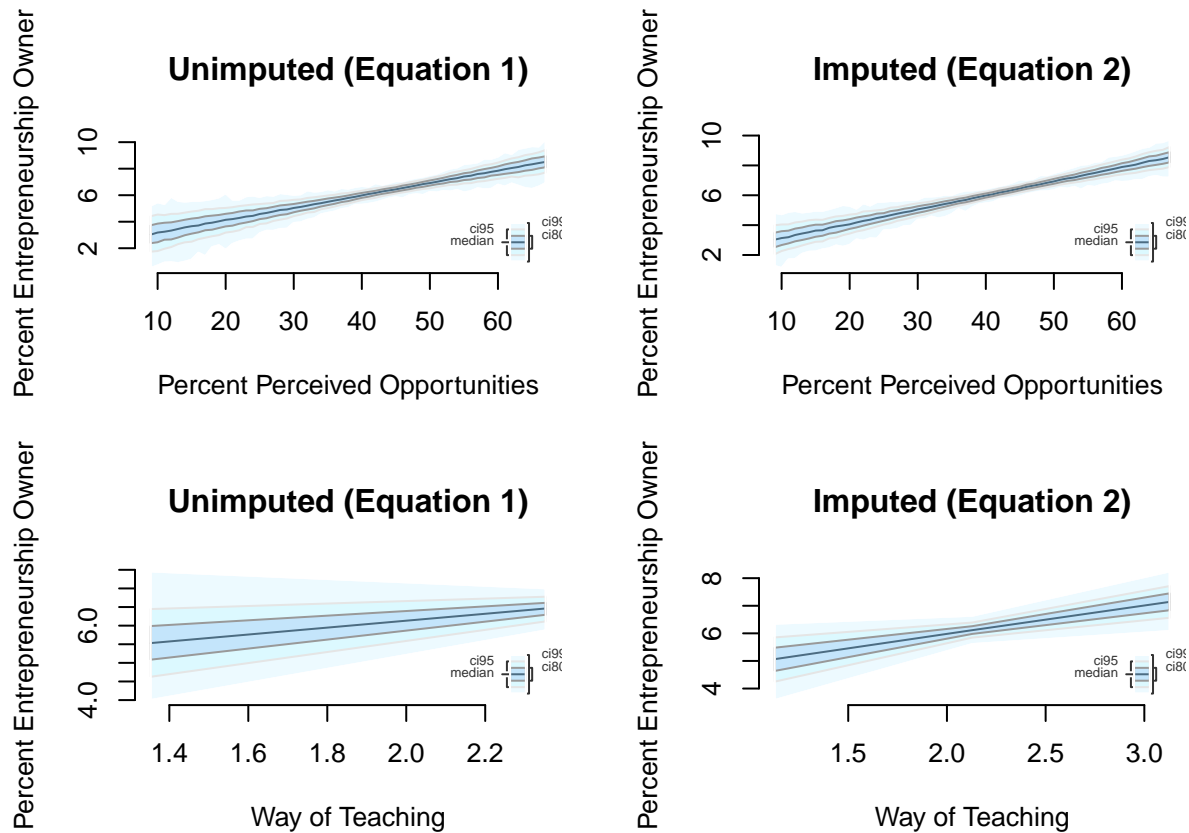 Unimputed (Equation 1)
Percent Entrepreneurship Owner
10
6
2
ci95
median
ci99
ci80
10 20 30 40 50 60
Percent Perceived Opportunities
Imputed (Equation 2)
Percent Entrepreneurship Owner
10
6
2
ci95
median
ci99
ci80
10 20 30 40 50 60
Percent Perceived Opportunities
Unimputed (Equation 1)
Percent Entrepreneurship Owner
6.0
4.0
ci95
median
ci99
ci80
1.4 1.6 1.8 2.0 2.2
Way of Teaching
Imputed (Equation 2)
Percent Entrepreneurship Owner
8
6
4
ci95
median
ci99
ci80
1.5 2.0 2.5 3.0
Way of Teaching